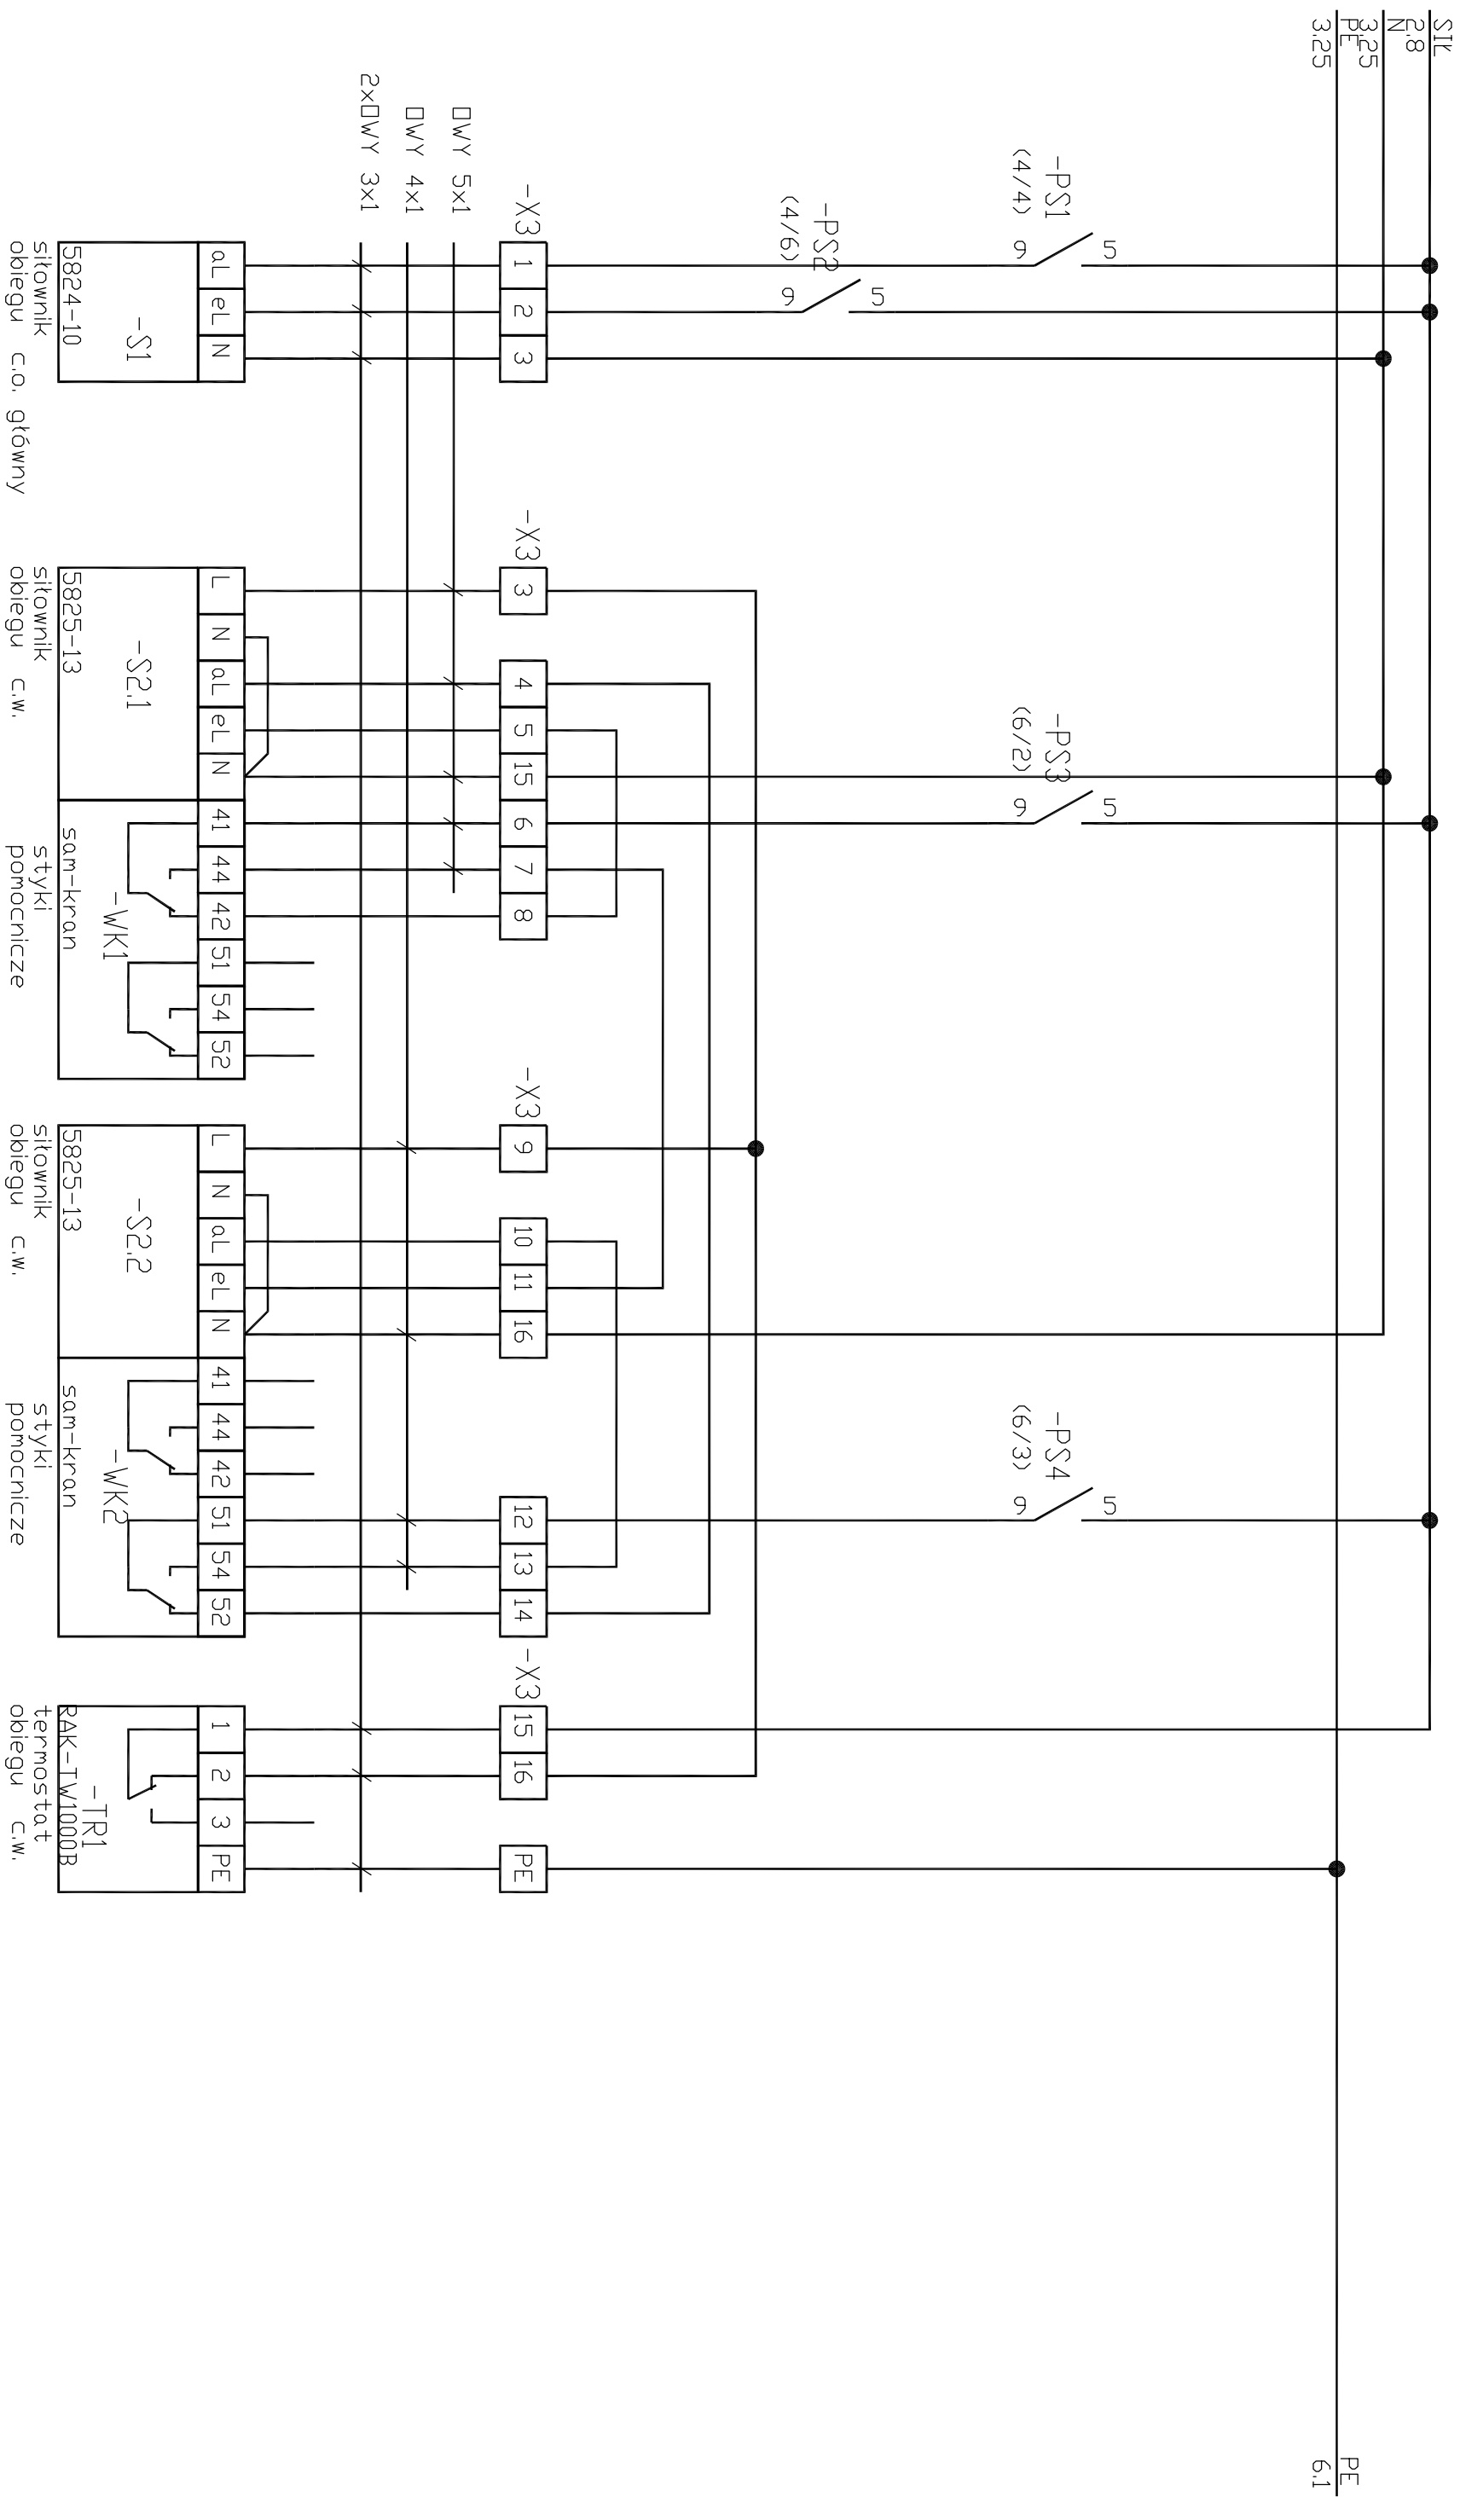 SIŁ
2.8
N
3.25
PE
3.25
PE
6.1
-PS1
(4/4)
9 5
-PS2
(4/6)
9 5
-PS3
(6/2)
9 5
-PS4
(6/3)
9 5
-X3
1
2
3
-X3
3
4
5
15
6
7
8
-X3
9
10
11
16
12
13
14
-X3
15
16
PE
WY 5x1
WY 4x1
2x WY 3x1
aL
eL
N
-S1
5824-10
siłownik
obiegu c.o. główny
L
N
aL
eL
N
41
44
42
51
54
52
-S2.1
5825-13
siłownik
obiegu c.w.
-WK1
sam-kran
styki
pomocnicze
L
N
aL
eL
N
41
44
42
51
54
52
-S2.2
5825-13
siłownik
obiegu c.w.
-WK2
sam-kran
styki
pomocnicze
1
2
3
PE
-TR1
RAK-TW1000B
termostat
obiegu c.w.